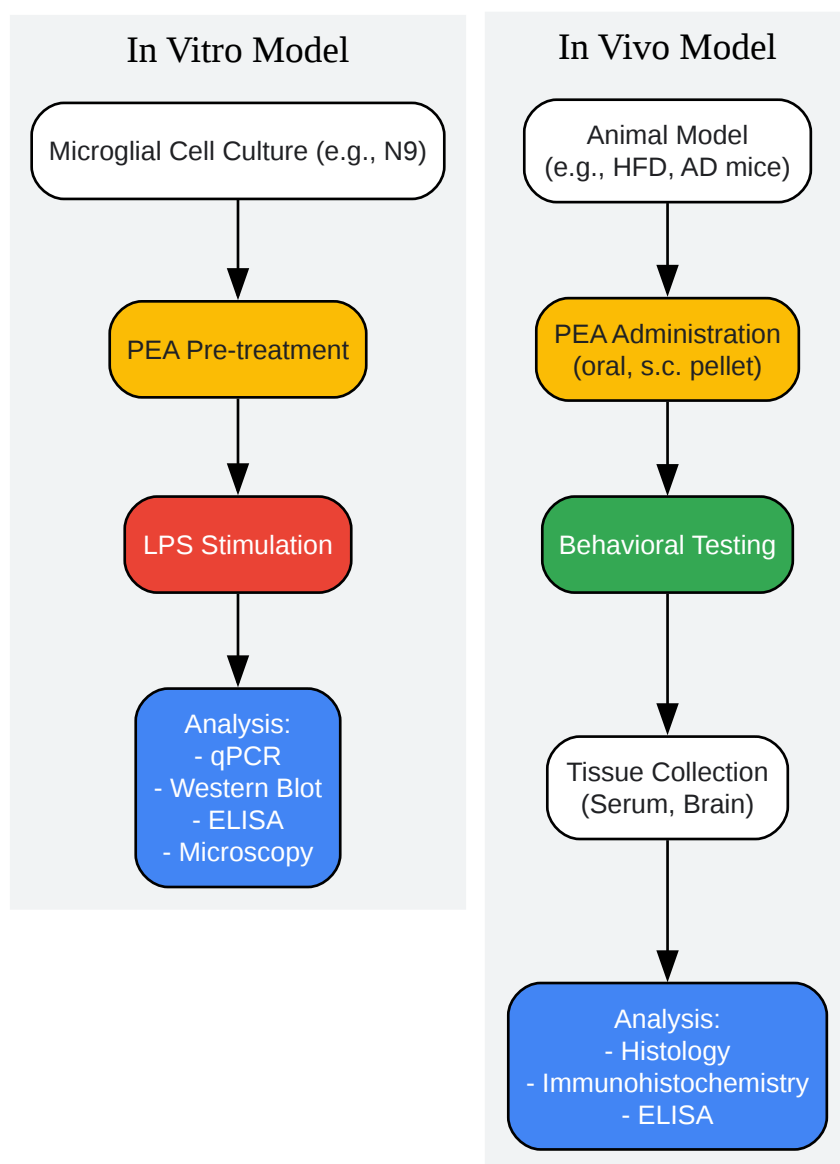 In Vitro Model
Microglial Cell Culture (e.g., N9)
PEA Pre-treatment
LPS Stimulation
Analysis:
- qPCR
- Western Blot
- ELISA
- Microscopy
In Vivo Model
Animal Model
(e.g., HFD, AD mice)
PEA Administration
(oral, s.c. pellet)
Behavioral Testing
Tissue Collection
(Serum, Brain)
Analysis:
- Histology
- Immunohistochemistry
- ELISA